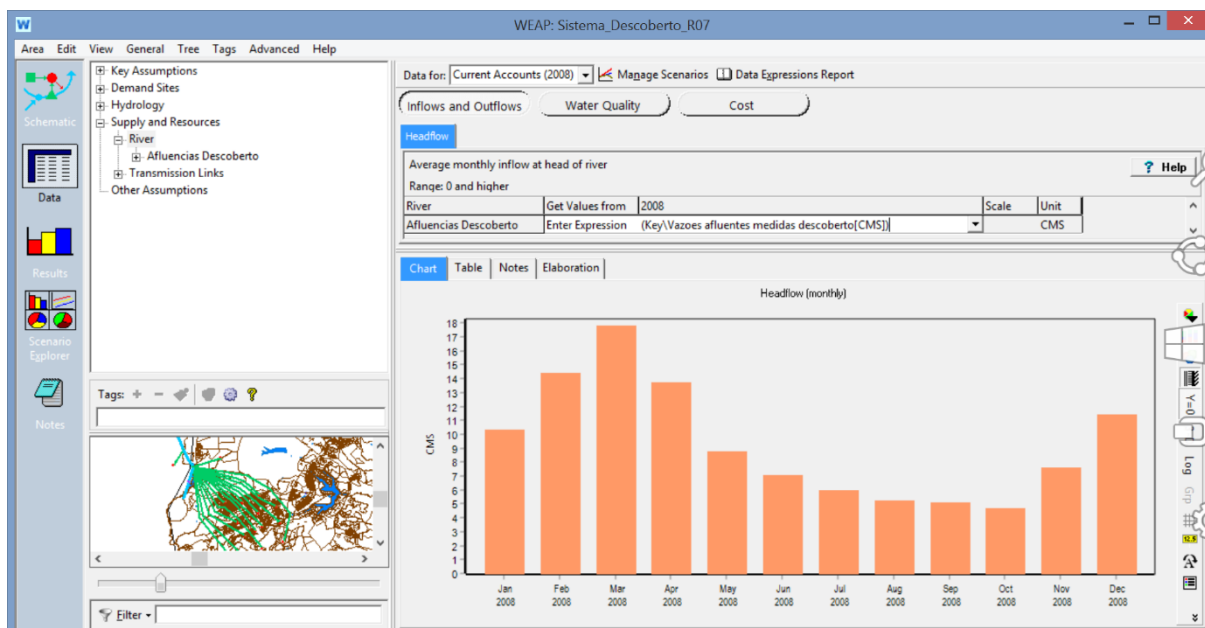 WEAP: Sistema_Descoberto_R07
Area Edit View General Tree Tags Advanced Help
Schematic
Data
Results
Scenario
Explorer
Notes
Key Assumptions
Demand Sites
Hydrology
Supply and Resources
River
Afluencias Descoberto
Transmission Links
Other Assumptions
Tags:
Filter
Data for: Current Accounts (2008) Manage Scenarios Data Expressions Report
Inflows and Outflows Water Quality Cost
Headflow
Average monthly inflow at head of river
? Help
Range: 0 and higher
River Get Values from 2008 Scale Unit
Afluencias Descoberto Enter Expression (Key\Vazoes afluentes medidas descoberto[CMS]) CMS
Chart Table Notes Elaboration
Headflow (monthly)
CMS
18
17
16
15
14
13
12
11
10
9
8
7
6
5
4
3
2
1
0
Jan Feb Mar Apr May Jun Jul Aug Sep Oct Nov Dec
2008 2008 2008 2008 2008 2008 2008 2008 2008 2008 2008 2008
Y=0
Log
Grp